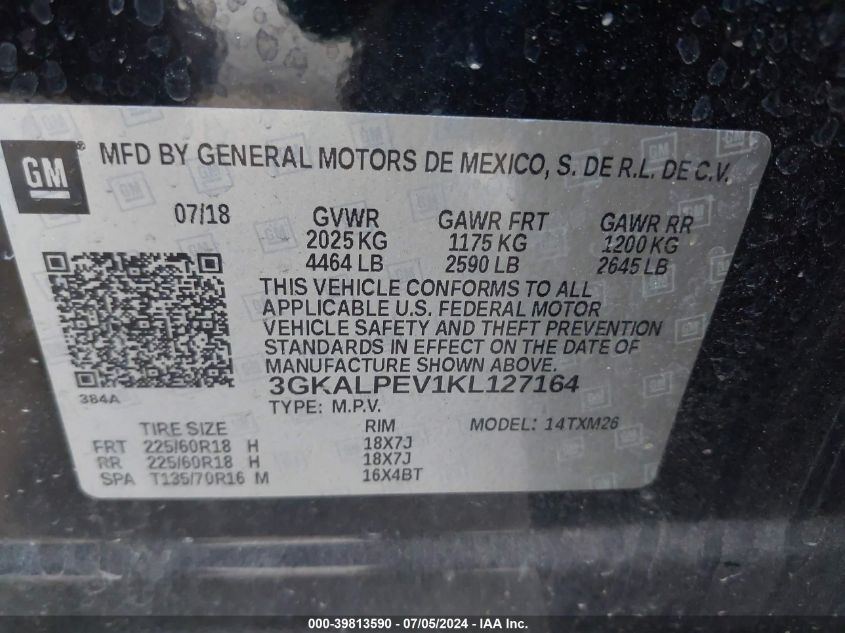 GM ® MFD BY GENERAL MOTORS DE MEXICO, S. DE R.L. DE C.V.
07/18 GVWR GAWR FRT GAWR RR
2025 KG 1175 KG 1200 KG
4464 LB 2590 LB 2645 LB
THIS VEHICLE CONFORMS TO ALL
APPLICABLE U.S. FEDERAL MOTOR
VEHICLE SAFETY AND THEFT PREVENTION
STANDARDS IN EFFECT ON THE DATE OF
MANUFACTURE SHOWN ABOVE.
3GKALPEV1KL127164
384A
TYPE: M.P.V.
TIRE SIZE RIM MODEL: 14TXM26
FRT 225/60R18 H 18X7J
RR 225/60R18 H 18X7J
SPA T135/70R16 M 16X4BT
000-39813590 - 07/05/2024 - IAA Inc.